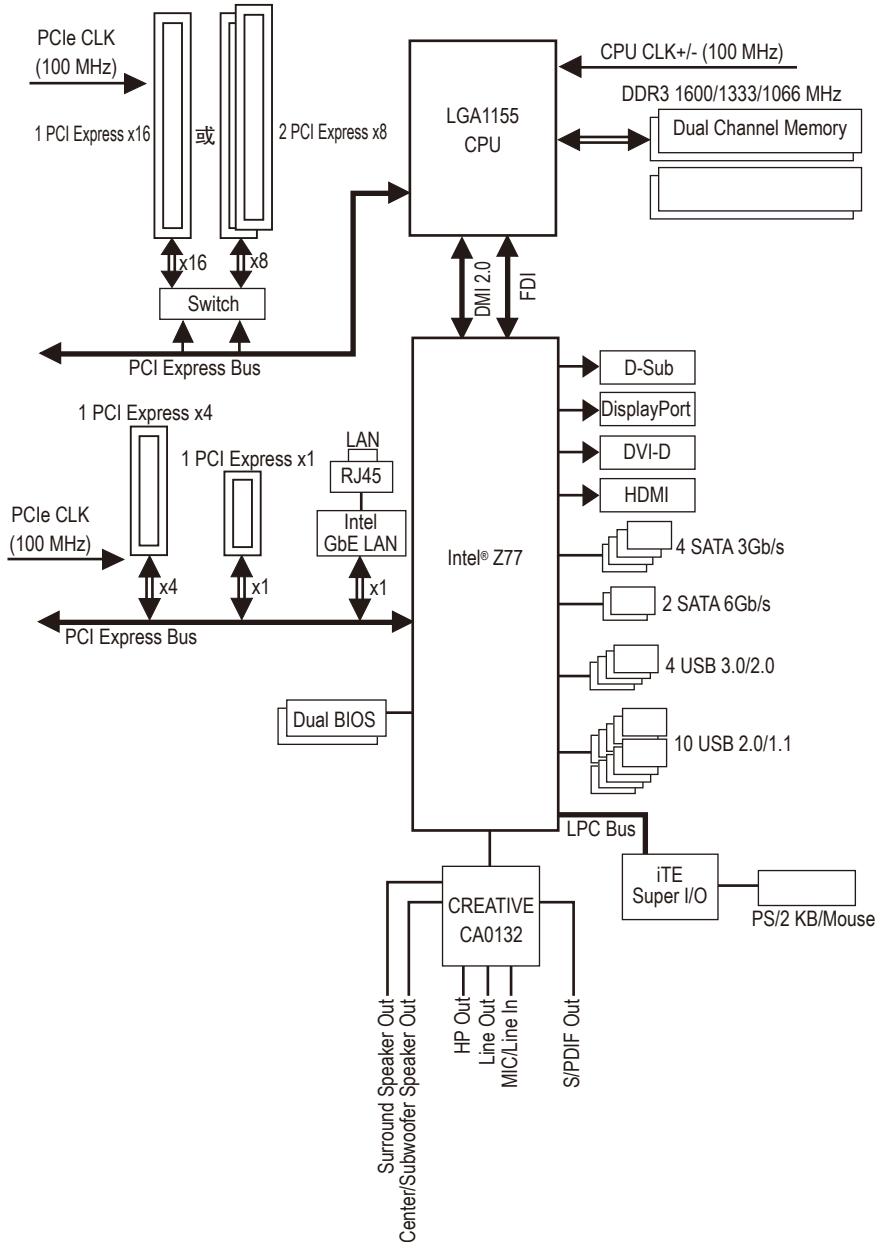 PCIe CLK
(100 MHz)
1 PCI Express x16
或
2 PCI Express x8
x16
x8
Switch
PCI Express Bus
LGA1155
CPU
CPU CLK+/- (100 MHz)
DDR3 1600/1333/1066 MHz
Dual Channel Memory
DMI 2.0
FDI
1 PCI Express x4
1 PCI Express x1
LAN
RJ45
Intel
GbE LAN
PCIe CLK
(100 MHz)
x4
x1
x1
PCI Express Bus
Intel® Z77
D-Sub
DisplayPort
DVI-D
HDMI
4 SATA 3Gb/s
2 SATA 6Gb/s
4 USB 3.0/2.0
10 USB 2.0/1.1
Dual BIOS
LPC Bus
iTE
Super I/O
PS/2 KB/Mouse
CREATIVE
CA0132
Surround Speaker Out
Center/Subwoofer Speaker Out
HP Out
Line Out
MIC/Line In
S/PDIF Out